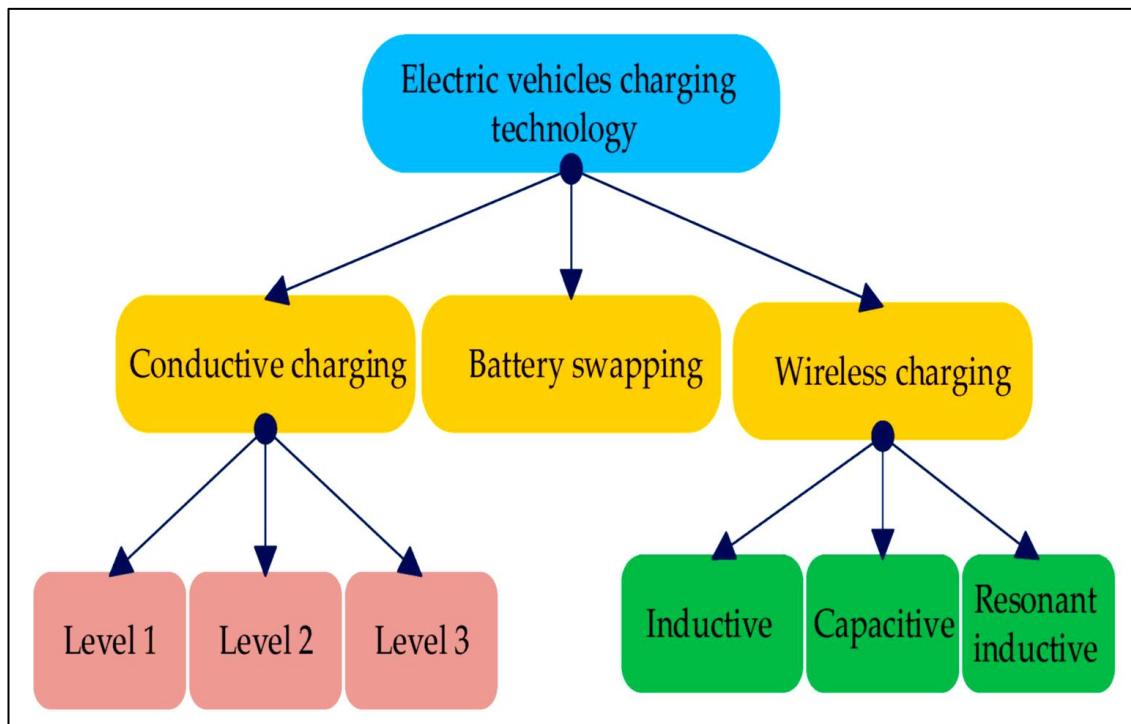 Electric vehicles charging
technology
Conductive charging
Battery swapping
Wireless charging
Level 1
Level 2
Level 3
Inductive
Capacitive
Resonant
inductive